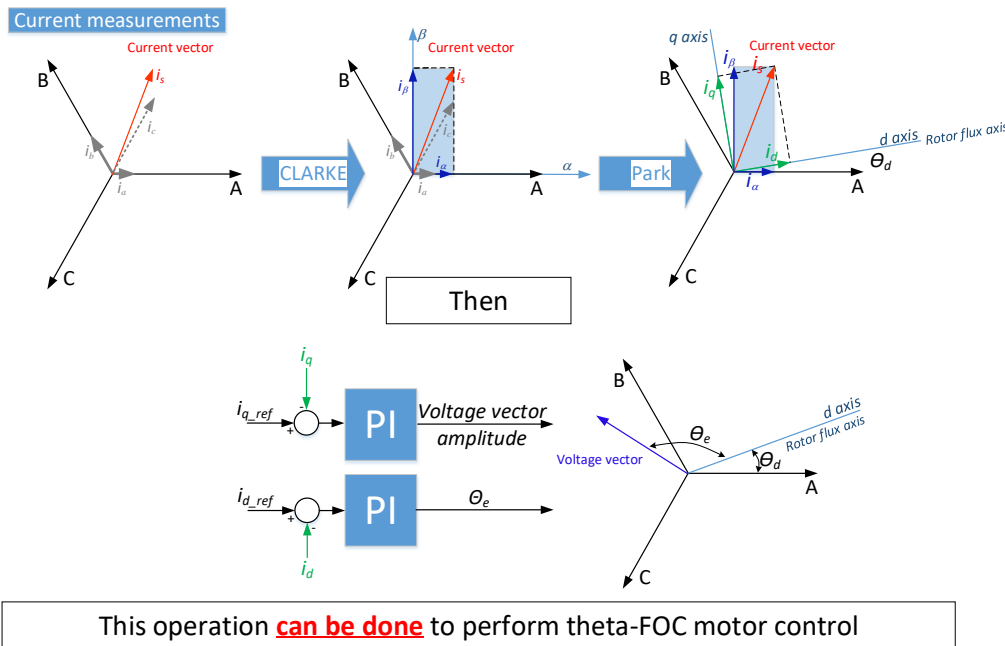 Current measurements
Current vector
B
i_s
i_c
i_b
i_a
A
C
CLARKE
β
Current vector
B
i_β
i_s
i_c
i_b
i_α
i_a
A
α
C
Park
q axis
Current vector
B
i_β
i_s
i_q
d axis
Rotor flux axis
i_d
Θ_d
i_α
A
C
Then
i_q
-
i_q_ref
+
PI
Voltage vector
amplitude
i_d_ref
+
-
PI
Θ_e
i_d
B
d axis
Rotor flux axis
Θ_e
Voltage vector
Θ_d
A
C
This operation can be done to perform theta-FOC motor control